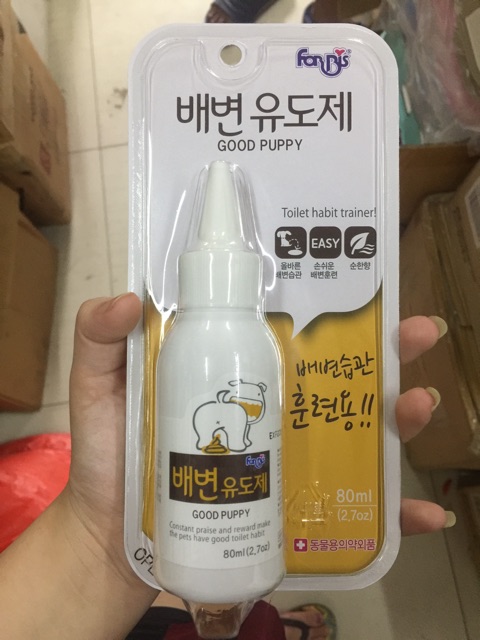 ForBis
배변 유도제
GOOD PUPPY
Toilet habit trainer!
EASY
올바른
배변습관
손쉬운
배변훈련
순한향
배변습관
훈련용!!
ForBis
배변 유도제
GOOD PUPPY
Constant praise and reward make
the pets have good toilet habit
80ml(2,7oz)
80ml
(2,7oz)
동물용의약외품